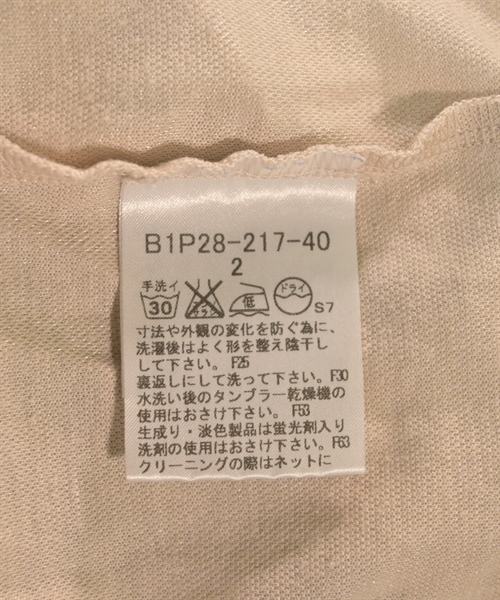 B1P28-217-40
2
手洗イ
30 エンソサラシ 低 ドライ S7
寸法や外観の変化を防ぐ為に、
洗濯後はよく形を整え陰干し
して下さい。 F25
裏返しにして洗って下さい。F30
水洗い後のタンブラー乾燥機の
使用はおさけ下さい。 F53
生成り・淡色製品は蛍光剤入り
洗剤の使用はおさけ下さい。F63
クリーニングの際はネットに